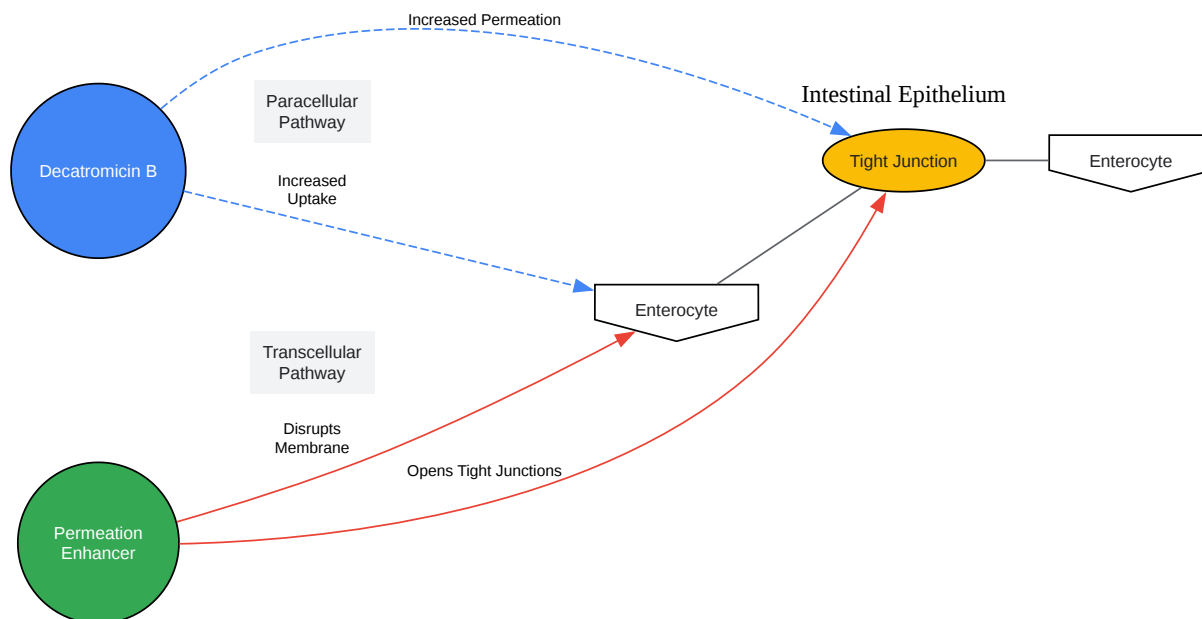 Increased Permeation
Intestinal Epithelium
Paracellular
Pathway
Decatromicin B
Tight Junction
Enterocyte
Increased
Uptake
Enterocyte
Transcellular
Pathway
Disrupts
Membrane
Opens Tight Junctions
Permeation
Enhancer